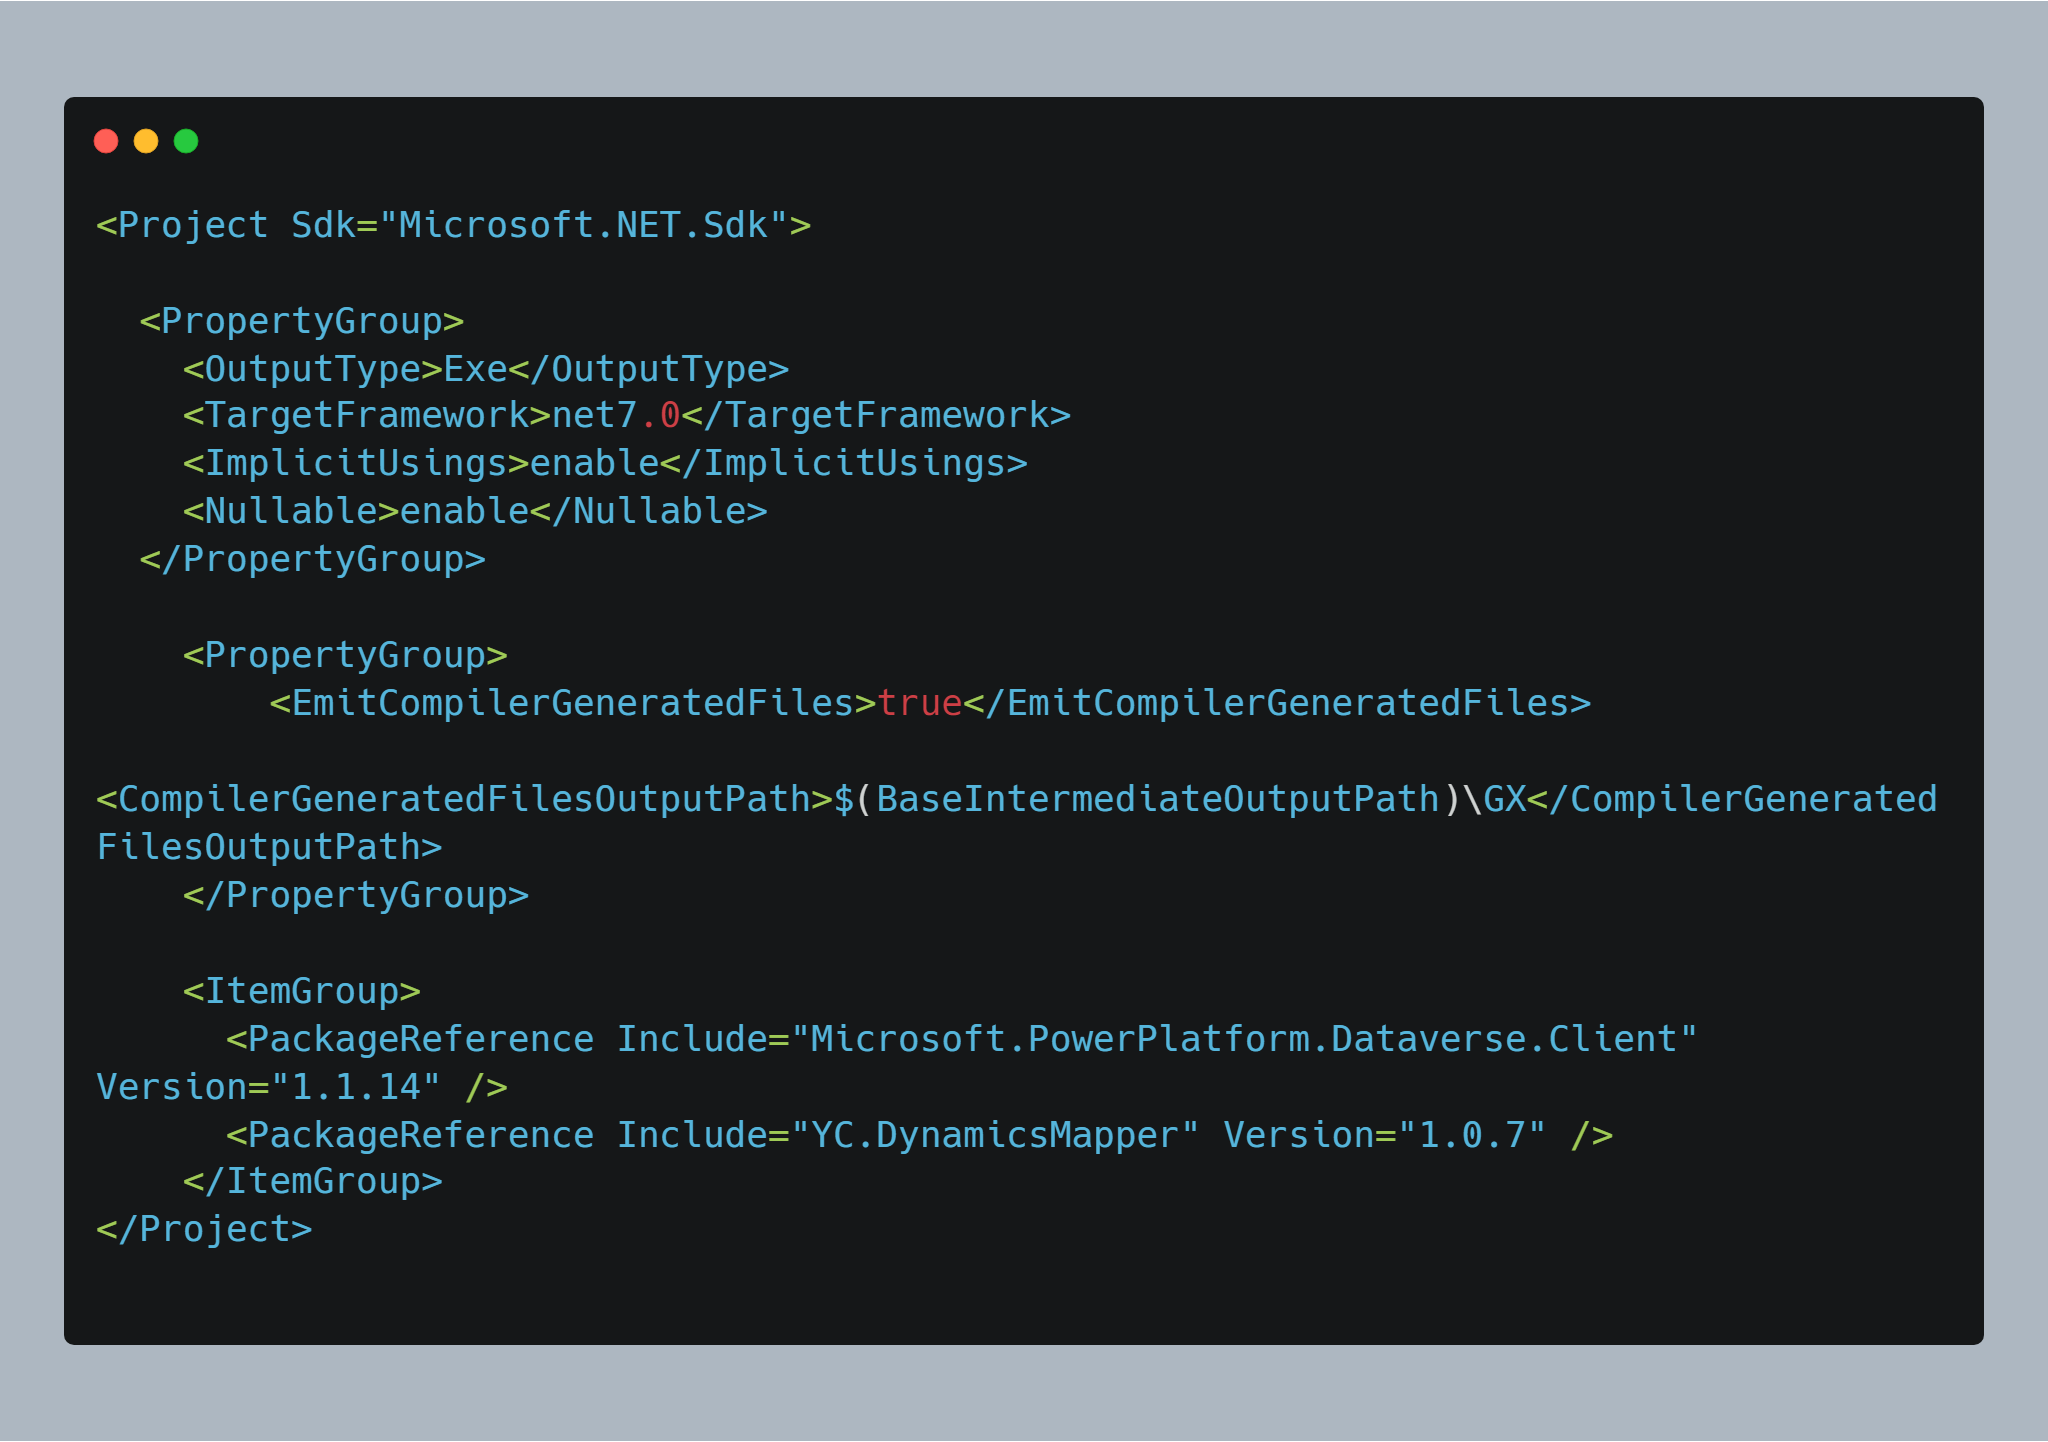 <Project Sdk="Microsoft.NET.Sdk">
  <PropertyGroup>
    <OutputType>Exe</OutputType>
    <TargetFramework>net7.0</TargetFramework>
    <ImplicitUsings>enable</ImplicitUsings>
    <Nullable>enable</Nullable>
  </PropertyGroup>
    <PropertyGroup>
        <EmitCompilerGeneratedFiles>true</EmitCompilerGeneratedFiles>
<CompilerGeneratedFilesOutputPath>$(BaseIntermediateOutputPath)\GX</CompilerGenerated
FilesOutputPath>
    </PropertyGroup>
    <ItemGroup>
      <PackageReference Include="Microsoft.PowerPlatform.Dataverse.Client"
Version="1.1.14" />
      <PackageReference Include="YC.DynamicsMapper" Version="1.0.7" />
    </ItemGroup>
</Project>